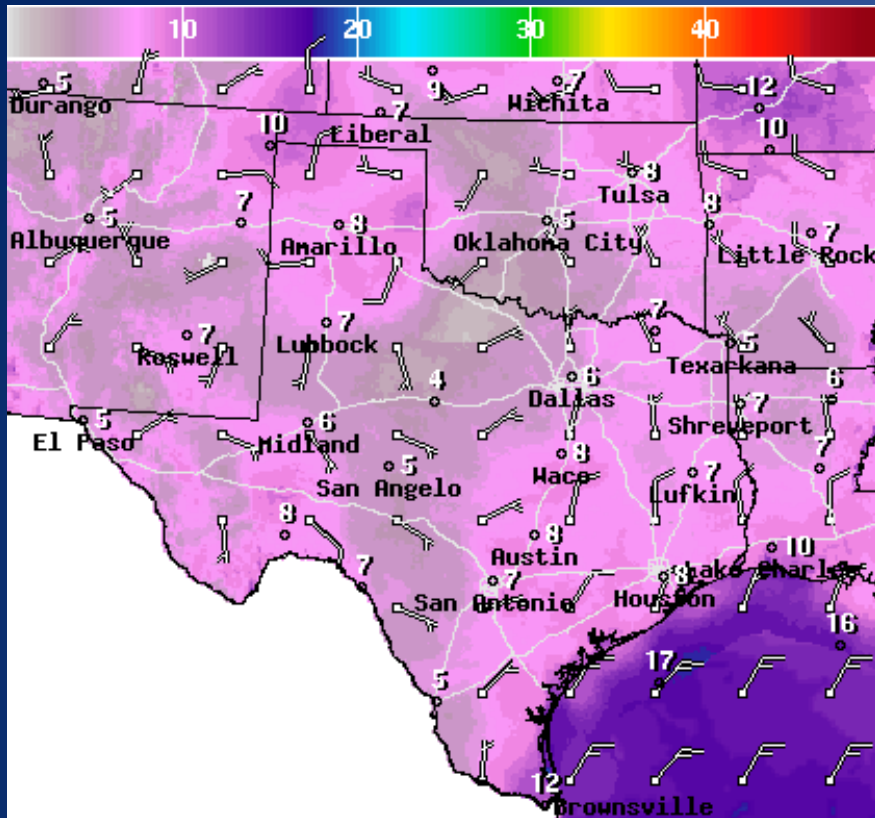 10 20 30 40
5 9 7 12
Durango Wichita
7
Liberal
10 10
8
Tulsa
5 7 8 5 8 7
Albuquerque Amarillo Oklahoma City Little Rock
7 7 7
Roswell Lubbock Texarkana 5
4 6 6
Dallas
5 6 7
El Paso Midland Shreveport
5 8 7 7
San Angelo Waco Lufkin
8 8 10
Austin Lake Charles
7 7 8
San Antonio Houston
16
17
5
12
Brownsville